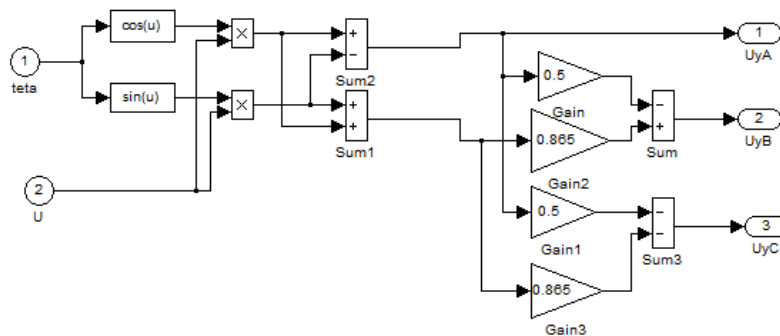 1
teta
cos(u)
sin(u)
×
×
2
U
+
−
Sum2
+
+
Sum1
0.5
Gain
0.865
Gain2
0.5
Gain1
0.865
Gain3
−
+
Sum
−
−
Sum3
1
UyA
2
UyB
3
UyC